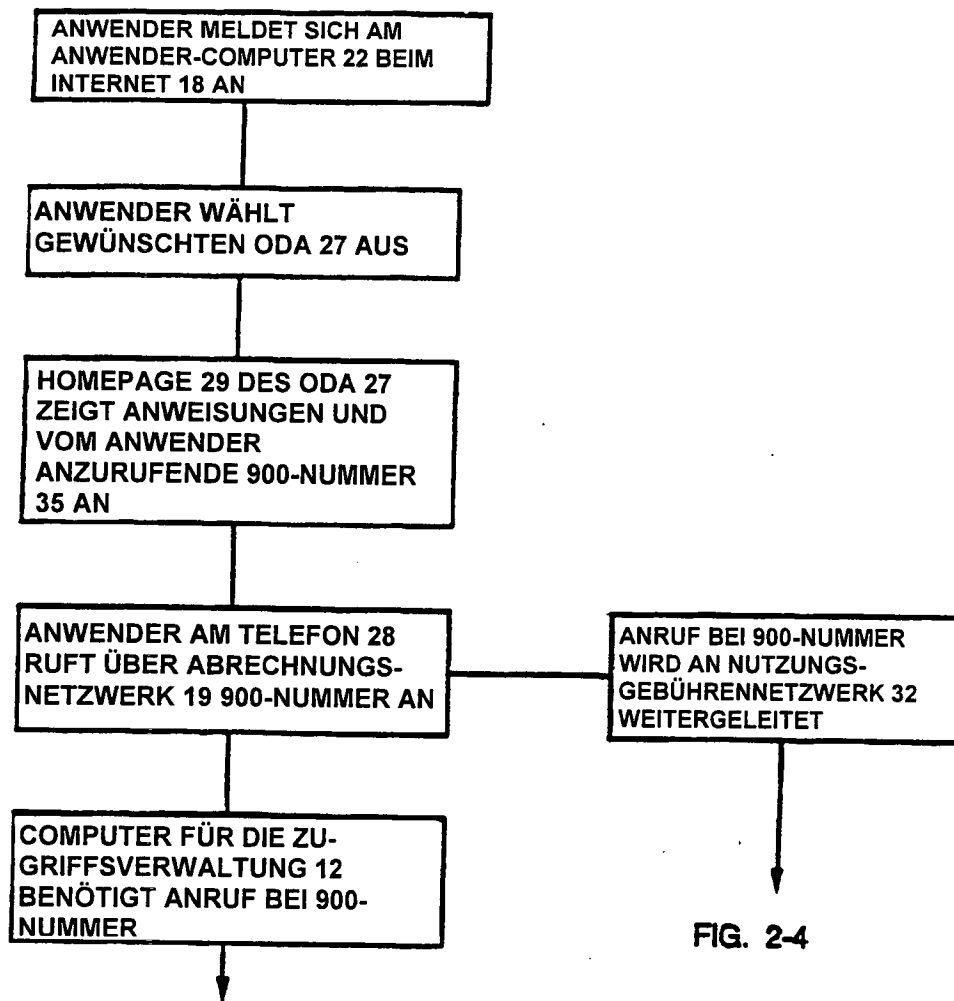 ANWENDER MELDET SICH AM
ANWENDER-COMPUTER 22 BEIM
INTERNET 18 AN
ANWENDER WÄHLT
GEWÜNSCHTEN ODA 27 AUS
HOMEPAGE 29 DES ODA 27
ZEIGT ANWEISUNGEN UND
VOM ANWENDER
ANZURUFENDE 900-NUMMER
35 AN
ANWENDER AM TELEFON 28
RUFT ÜBER ABRECHNUNGS-
NETZWERK 19 900-NUMMER AN
ANRUF BEI 900-NUMMER
WIRD AN NUTZUNGS-
GEBÜHRENNETZWERK 32
WEITERGELEITET
COMPUTER FÜR DIE ZU-
GRIFFSVERWALTUNG 12
BENÖTIGT ANRUF BEI 900-
NUMMER
FIG. 2-4